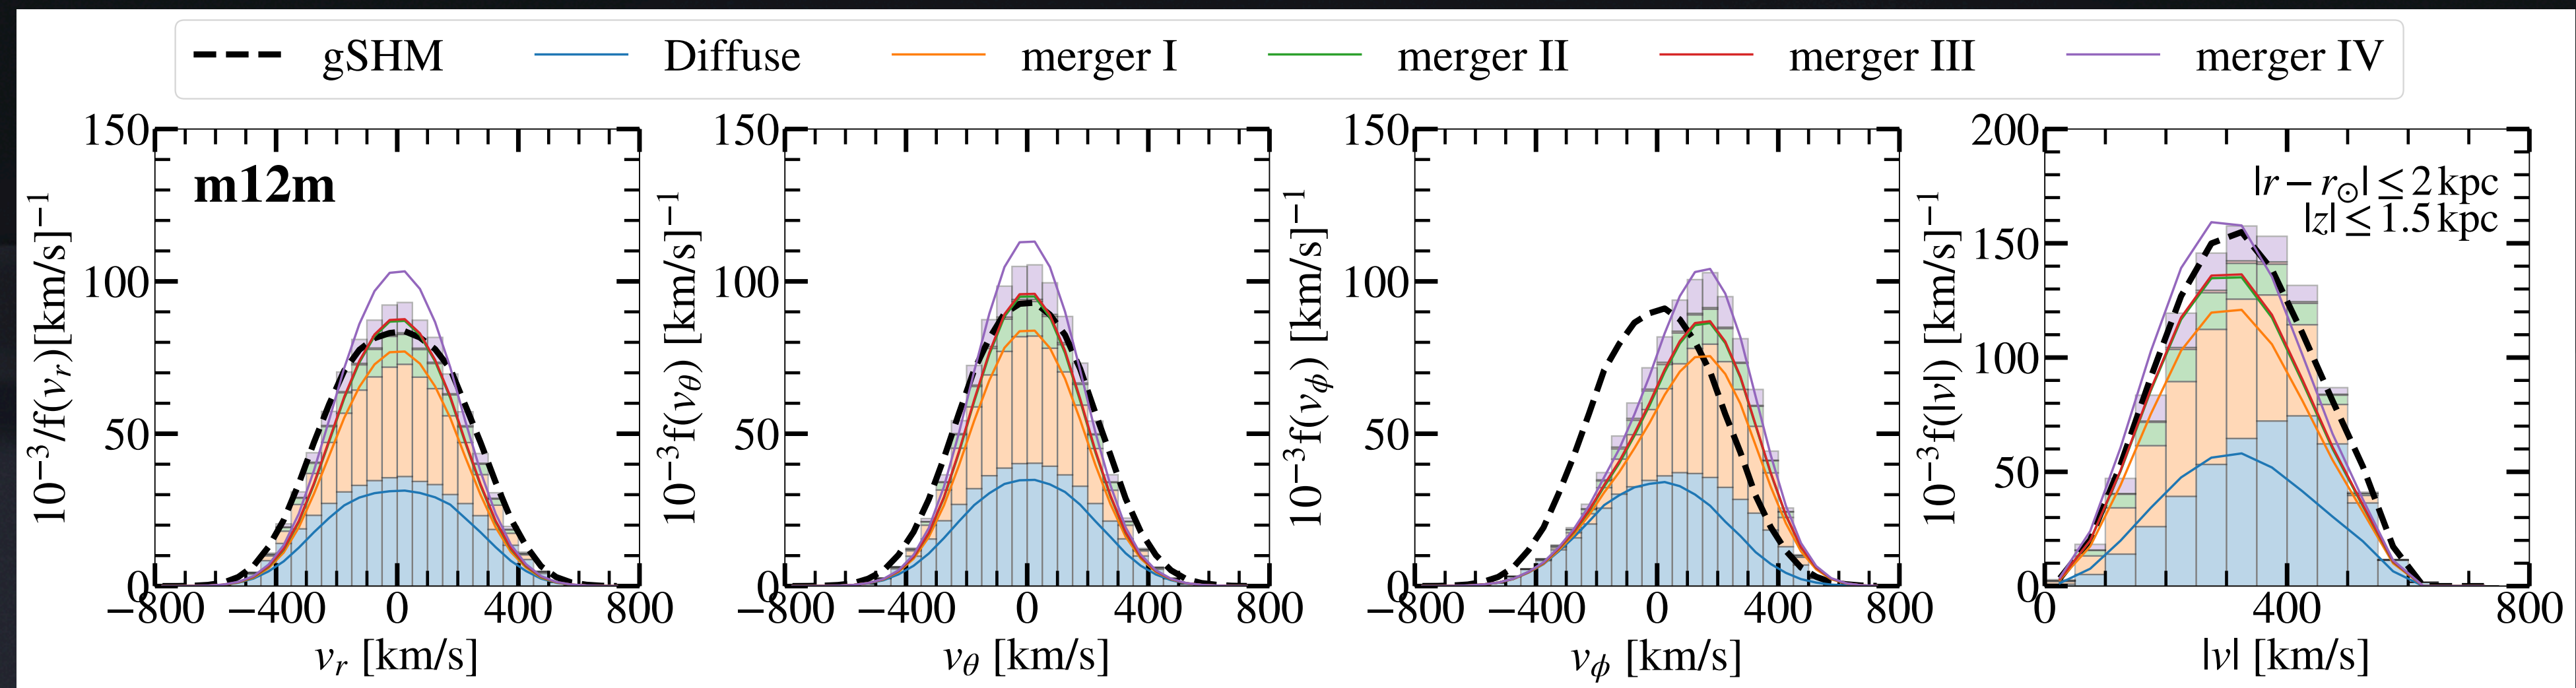 gSHM Diffuse merger I merger II merger III merger IV
m12m
10⁻³/f(v_r)[km/s]⁻¹
150
100
50
0
−800 −400 0 400 800
v_r [km/s]
10⁻³f(v_θ) [km/s]⁻¹
150
100
50
0
−800 −400 0 400 800
v_θ [km/s]
10⁻³f(v_ϕ) [km/s]⁻¹
150
100
50
0
−800 −400 0 400 800
v_ϕ [km/s]
10⁻³f(|v|) [km/s]⁻¹
200
150
100
50
0
|r − r_⊙| ≤ 2 kpc
|z| ≤ 1.5 kpc
0 400 800
|v| [km/s]